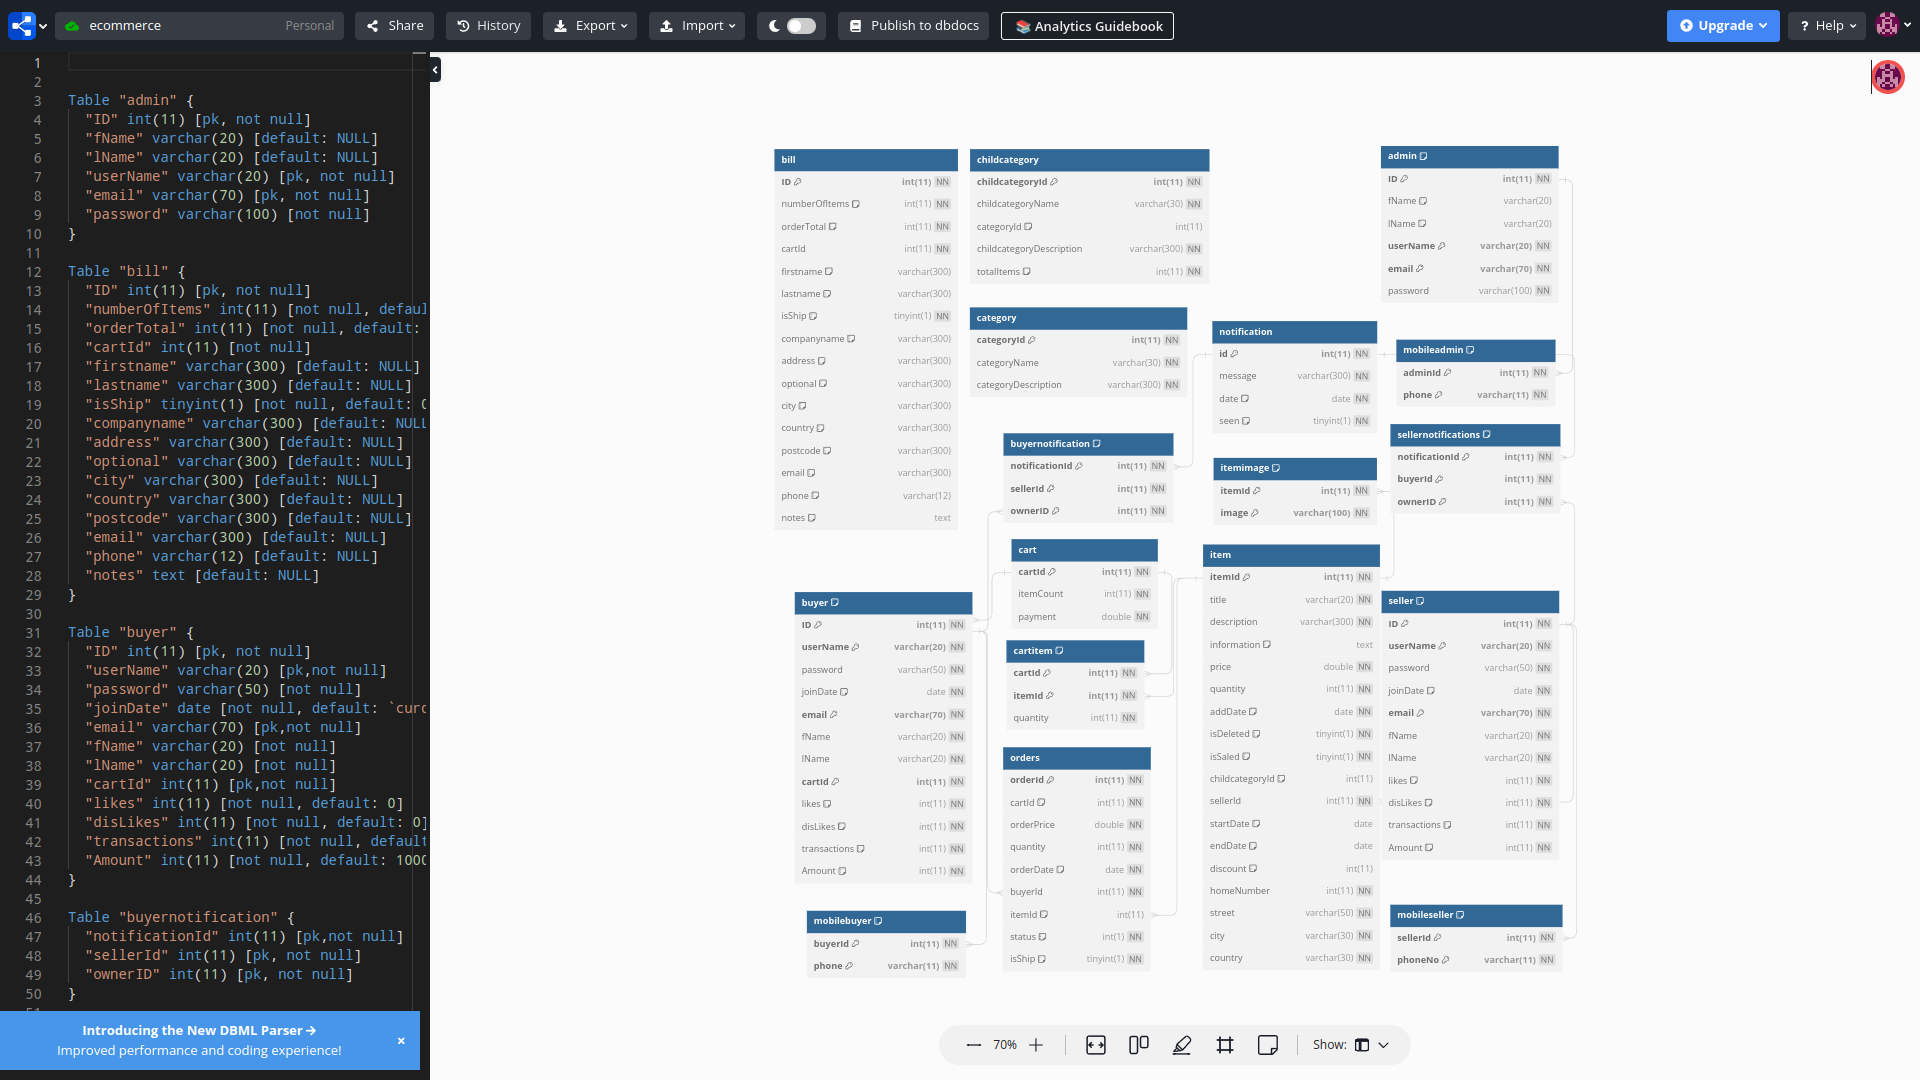 ecommerce Personal Share History Export Import Publish to dbdocs 📚 Analytics Guidebook Upgrade ? Help
1
2
3 Table "admin" {
4 "ID" int(11) [pk, not null]
5 "fName" varchar(20) [default: NULL]
6 "lName" varchar(20) [default: NULL]
7 "userName" varchar(20) [pk, not null]
8 "email" varchar(70) [pk, not null]
9 "password" varchar(100) [not null]
10 }
11
12 Table "bill" {
13 "ID" int(11) [pk, not null]
14 "numberOfItems" int(11) [not null, defaul
15 "orderTotal" int(11) [not null, default:
16 "cartId" int(11) [not null]
17 "firstname" varchar(300) [default: NULL]
18 "lastname" varchar(300) [default: NULL]
19 "isShip" tinyint(1) [not null, default: 0
20 "companyname" varchar(300) [default: NULL
21 "address" varchar(300) [default: NULL]
22 "optional" varchar(300) [default: NULL]
23 "city" varchar(300) [default: NULL]
24 "country" varchar(300) [default: NULL]
25 "postcode" varchar(300) [default: NULL]
26 "email" varchar(300) [default: NULL]
27 "phone" varchar(12) [default: NULL]
28 "notes" text [default: NULL]
29 }
30
31 Table "buyer" {
32 "ID" int(11) [pk, not null]
33 "userName" varchar(20) [pk,not null]
34 "password" varchar(50) [not null]
35 "joinDate" date [not null, default: `curd
36 "email" varchar(70) [pk,not null]
37 "fName" varchar(20) [not null]
38 "lName" varchar(20) [not null]
39 "cartId" int(11) [pk,not null]
40 "likes" int(11) [not null, default: 0]
41 "disLikes" int(11) [not null, default: 0]
42 "transactions" int(11) [not null, default
43 "Amount" int(11) [not null, default: 1000
44 }
45
46 Table "buyernotification" {
47 "notificationId" int(11) [pk,not null]
48 "sellerId" int(11) [pk, not null]
49 "ownerID" int(11) [pk, not null]
50 }
Introducing the New DBML Parser →
Improved performance and coding experience!
×
bill
ID int(11) NN
numberOfItems int(11) NN
orderTotal int(11) NN
cartId int(11) NN
firstname varchar(300)
lastname varchar(300)
isShip tinyint(1) NN
companyname varchar(300)
address varchar(300)
optional varchar(300)
city varchar(300)
country varchar(300)
postcode varchar(300)
email varchar(300)
phone varchar(12)
notes text
childcategory
childcategoryId int(11) NN
childcategoryName varchar(30) NN
categoryId int(11)
childcategoryDescription varchar(300) NN
totalItems int(11) NN
category
categoryId int(11) NN
categoryName varchar(30) NN
categoryDescription varchar(300) NN
admin
ID int(11) NN
fName varchar(20)
lName varchar(20)
userName varchar(20) NN
email varchar(70) NN
password varchar(100) NN
notification
id int(11) NN
message varchar(300) NN
date date NN
seen tinyint(1) NN
mobileadmin
adminId int(11) NN
phone varchar(11) NN
buyernotification
notificationId int(11) NN
sellerId int(11) NN
ownerID int(11) NN
itemimage
itemId int(11) NN
image varchar(100) NN
sellernotifications
notificationId int(11) NN
buyerId int(11) NN
ownerID int(11) NN
cart
cartId int(11) NN
itemCount int(11) NN
payment double NN
buyer
ID int(11) NN
userName varchar(20) NN
password varchar(50) NN
joinDate date NN
email varchar(70) NN
fName varchar(20) NN
lName varchar(20) NN
cartId int(11) NN
likes int(11) NN
disLikes int(11) NN
transactions int(11) NN
Amount int(11) NN
cartitem
cartId int(11) NN
itemId int(11) NN
quantity int(11) NN
item
itemId int(11) NN
title varchar(20) NN
description varchar(300) NN
information text
price double NN
quantity int(11) NN
addDate date NN
isDeleted tinyint(1) NN
isSaled tinyint(1) NN
childcategoryId int(11)
sellerId int(11) NN
startDate date
endDate date
discount int(11)
homeNumber int(11) NN
street varchar(50) NN
city varchar(30) NN
country varchar(30) NN
seller
ID int(11) NN
userName varchar(20) NN
password varchar(50) NN
joinDate date NN
email varchar(70) NN
fName varchar(20) NN
lName varchar(20) NN
likes int(11) NN
disLikes int(11) NN
transactions int(11) NN
Amount int(11) NN
orders
orderId int(11) NN
cartId int(11) NN
orderPrice double NN
quantity int(11) NN
orderDate date NN
buyerId int(11) NN
itemId int(11)
status int(1) NN
isShip tinyint(1) NN
mobilebuyer
buyerId int(11) NN
phone varchar(11) NN
mobileseller
sellerId int(11) NN
phoneNo varchar(11) NN
70% Show: